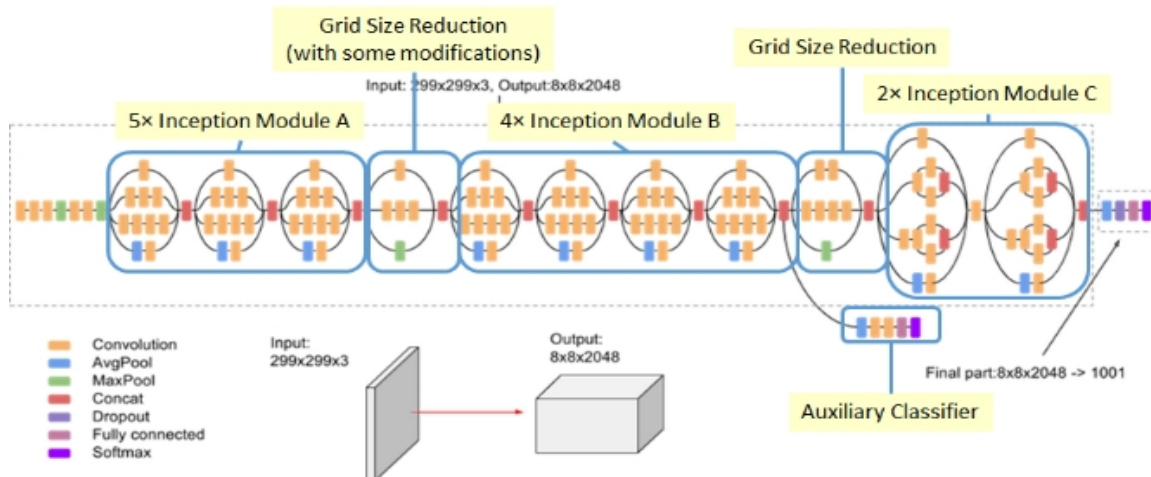 Grid Size Reduction
(with some modifications)
Grid Size Reduction
Input: 299x299x3, Output:8x8x2048
5× Inception Module A
4× Inception Module B
2× Inception Module C
Convolution
AvgPool
MaxPool
Concat
Dropout
Fully connected
Softmax
Input:
299x299x3
Output:
8x8x2048
Final part:8x8x2048 -> 1001
Auxiliary Classifier